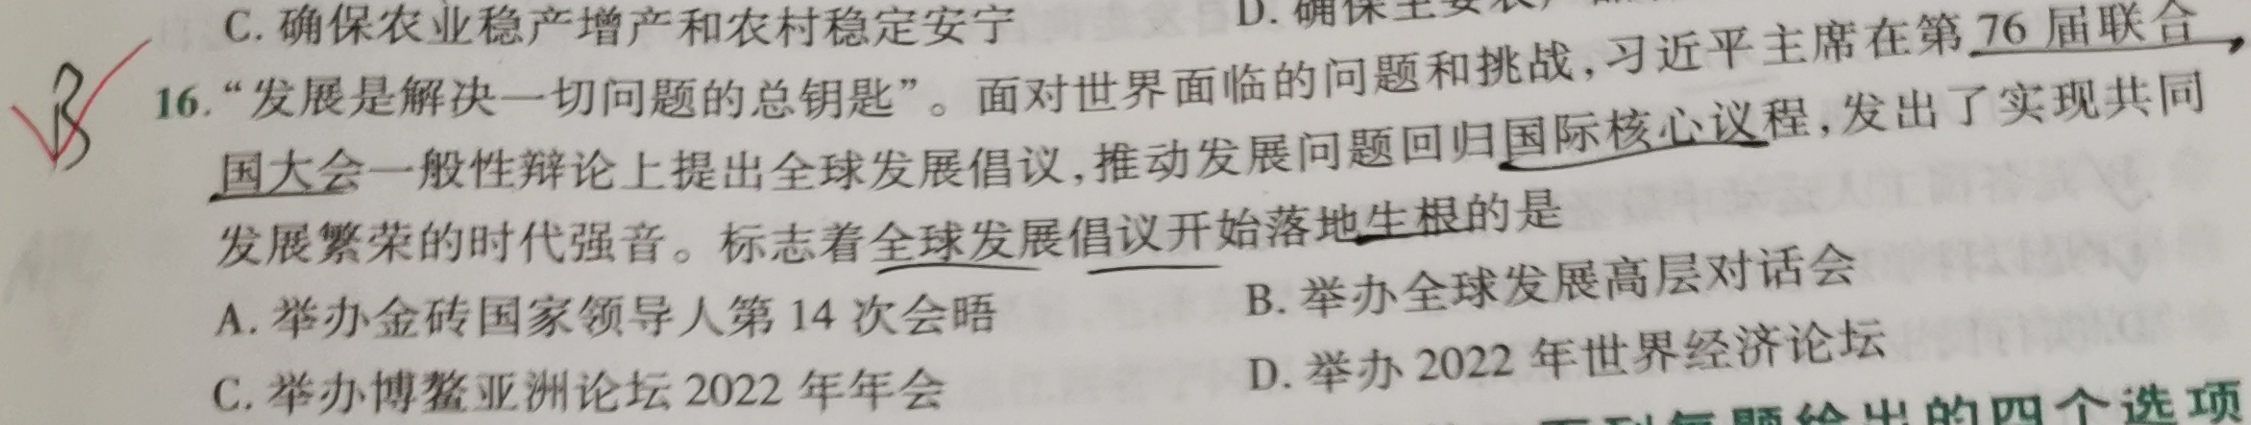 C. 确保农业稳产增产和农村稳定安宁
D. 确保主要农
B
16. “发展是解决一切问题的总钥匙”。面对世界面临的问题和挑战,习近平主席在第 76 届联合
国大会一般性辩论上提出全球发展倡议,推动发展问题回归国际核心议程,发出了实现共同
发展繁荣的时代强音。标志着全球发展倡议开始落地生根的是
A. 举办金砖国家领导人第 14 次会晤
B. 举办全球发展高层对话会
C. 举办博鳌亚洲论坛 2022 年年会
D. 举办 2022 年世界经济论坛
下列每题给出的四个选项